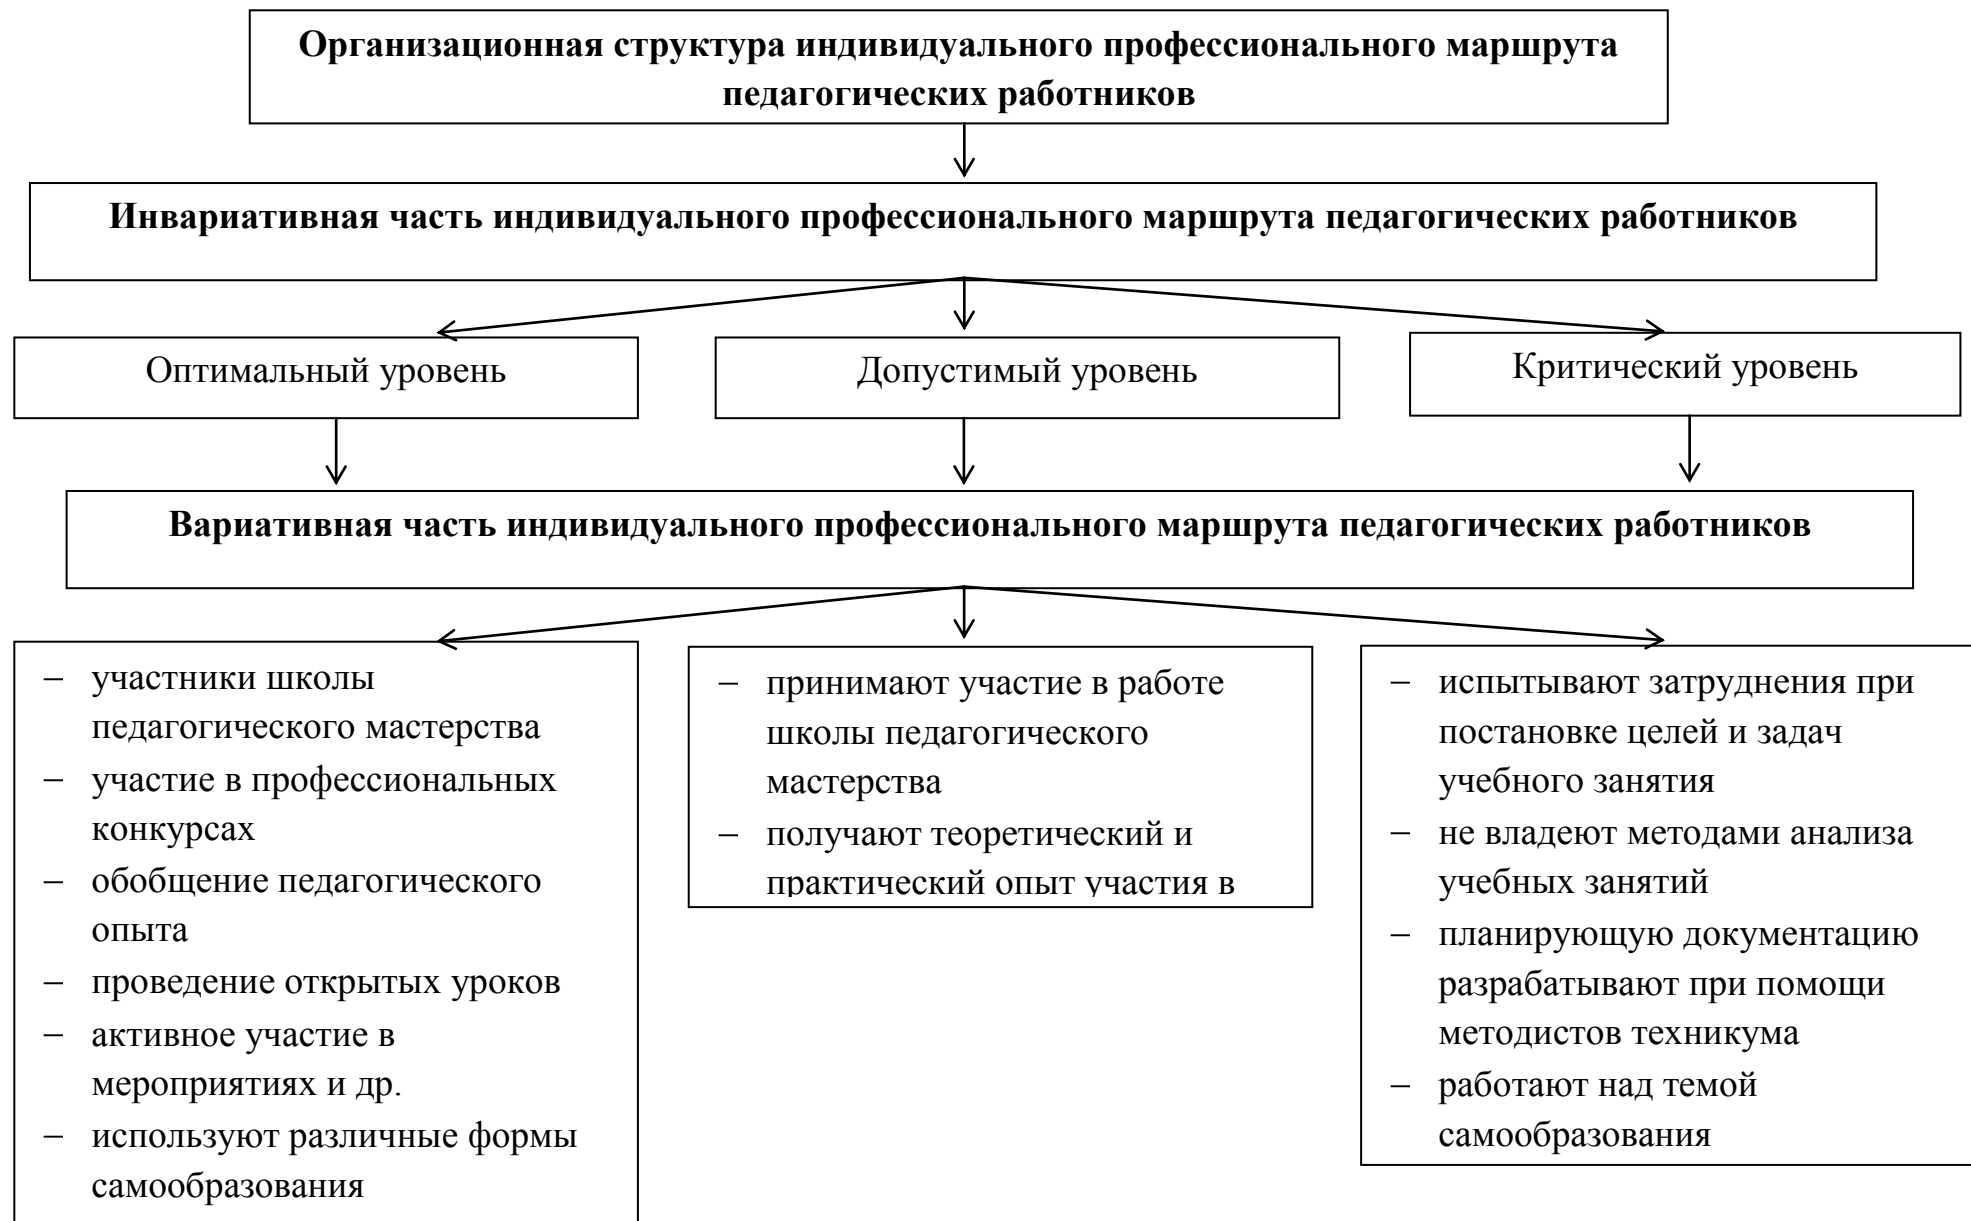 Организационная структура индивидуального профессионального маршрута
педагогических работников
Инвариативная часть индивидуального профессионального маршрута педагогических работников
Оптимальный уровень
Допустимый уровень
Критический уровень
Вариативная часть индивидуального профессионального маршрута педагогических работников
– участники школы
педагогического мастерства
– участие в профессиональных
конкурсах
– обобщение педагогического
опыта
– проведение открытых уроков
– активное участие в
мероприятиях и др.
– используют различные формы
самообразования
– принимают участие в работе
школы педагогического
мастерства
– получают теоретический и
практический опыт участия в
– испытывают затруднения при
постановке целей и задач
учебного занятия
– не владеют методами анализа
учебных занятий
– планирующую документацию
разрабатывают при помощи
методистов техникума
– работают над темой
самообразования